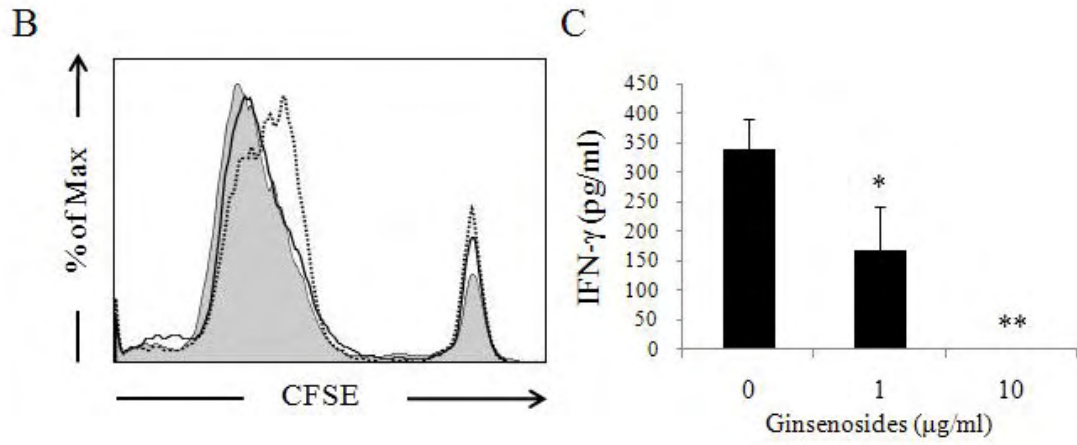 B
% of Max
CFSE
C
IFN-γ (pg/ml)
450
400
350
300
250
200
150
100
50
0
*
**
0 1 10
Ginsenosides (μg/ml)